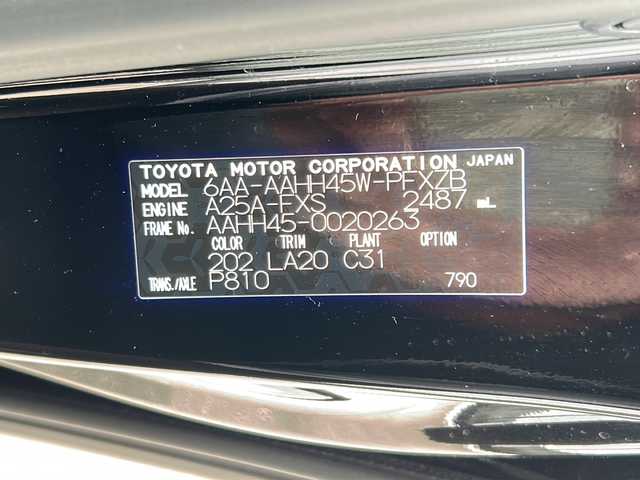 TOYOTA MOTOR CORPORATION JAPAN
MODEL 6AA-AAHH45W-PFXZB
ENGINE A25A-FXS 2487 mL
FRAME No. AAHH45-0020263
COLOR TRIM PLANT OPTION
202 LA20 C31
TRANS./AXLE P810 790